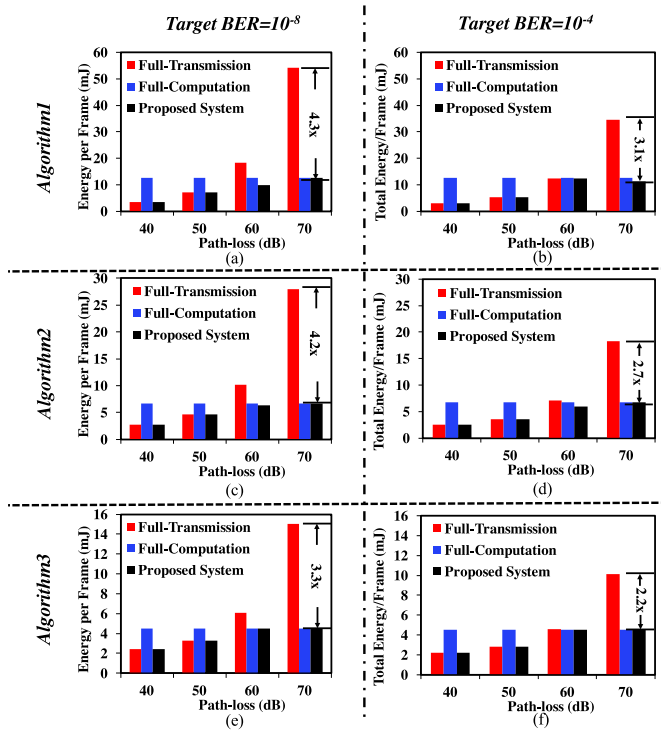 Target BER=10⁻⁸
Target BER=10⁻⁴
Algorithm1
Energy per Frame (mJ)
60
50
40
30
20
10
0
Full-Transmission
Full-Computation
Proposed System
4.3x
40 50 60 70
Path-loss (dB)
(a)
Total Energy/Frame (mJ)
60
50
40
30
20
10
0
Full-Transmission
Full-Computation
Proposed System
3.1x
40 50 60 70
Path-loss (dB)
(b)
Algorithm2
Energy per Frame (mJ)
30
25
20
15
10
5
0
Full-Transmission
Full-Computation
Proposed System
4.2x
40 50 60 70
Path-loss (dB)
(c)
Total Energy/Frame (mJ)
30
25
20
15
10
5
0
Full-Transmission
Full-Computation
Proposed System
2.7x
40 50 60 70
Path-loss (dB)
(d)
Algorithm3
Energy per Frame (mJ)
16
14
12
10
8
6
4
2
0
Full-Transmission
Full-Computation
Proposed System
3.3x
40 50 60 70
Path-loss (dB)
(e)
Total Energy/Frame (mJ)
16
14
12
10
8
6
4
2
0
Full-Transmission
Full-Computation
Proposed System
2.2x
40 50 60 70
Path-loss (dB)
(f)